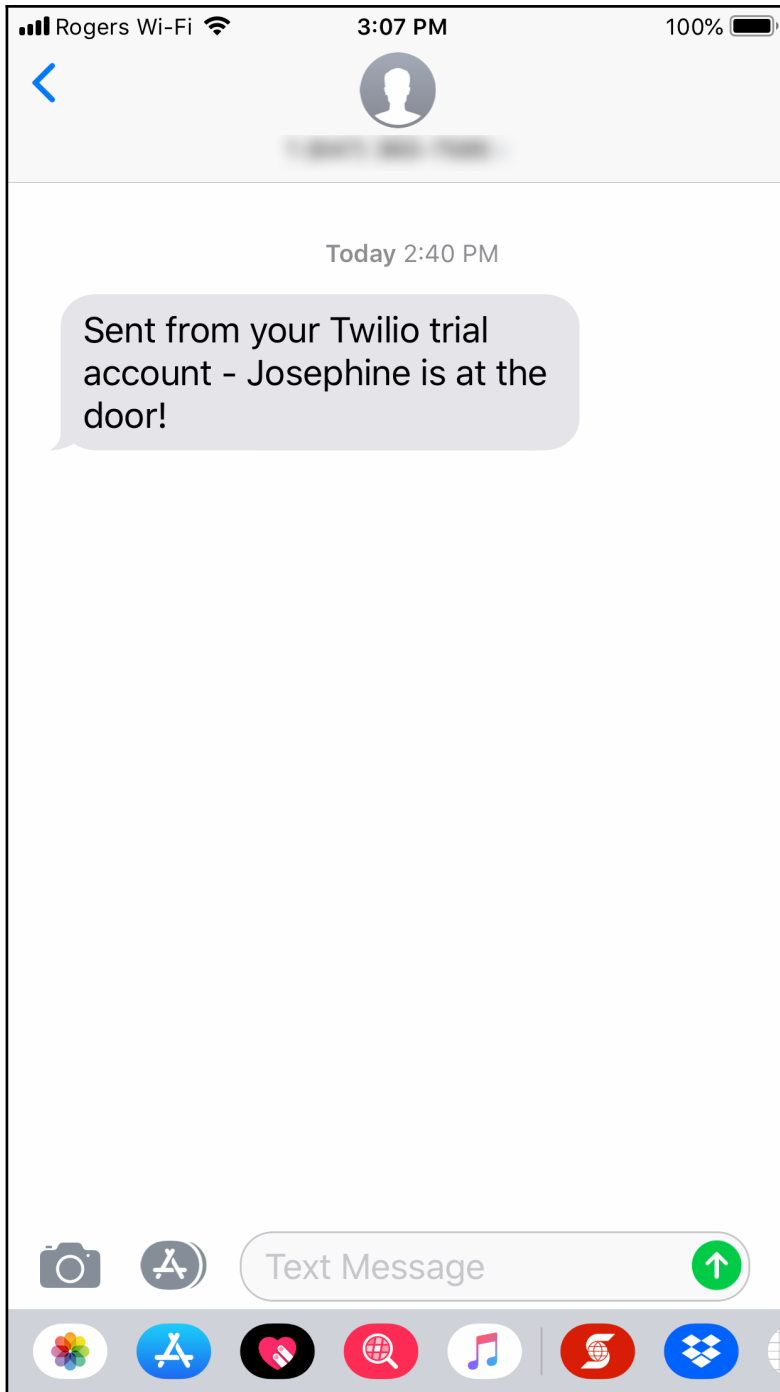 Rogers Wi-Fi 3:07 PM 100%
Today 2:40 PM
Sent from your Twilio trial
account - Josephine is at the
door!
Text Message